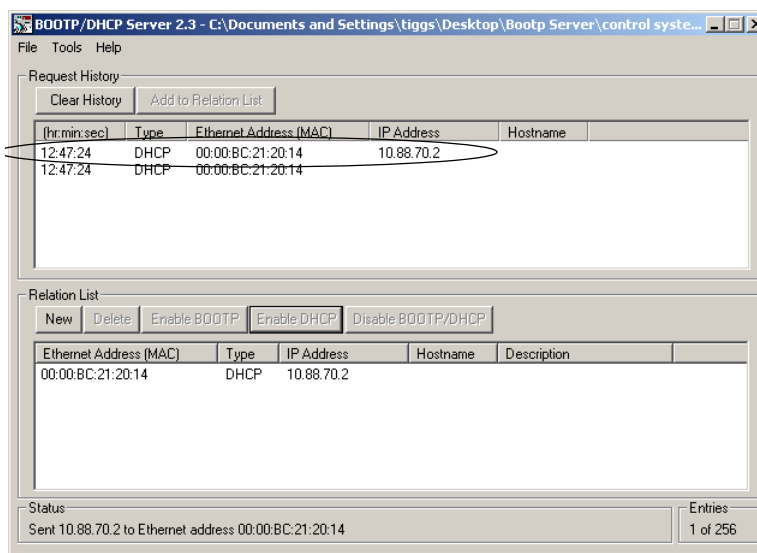 BOOTP/DHCP Server 2.3 - C:\Documents and Settings\tiggs\Desktop\Bootp Server\control syste...
File Tools Help
Request History
Clear History Add to Relation List
(hr:min:sec) Type Ethernet Address (MAC) IP Address Hostname
12:47:24 DHCP 00:00:BC:21:20:14 10.88.70.2
12:47:24 DHCP 00:00:BC:21:20:14
Relation List
New Delete Enable BOOTP Enable DHCP Disable BOOTP/DHCP
Ethernet Address (MAC) Type IP Address Hostname Description
00:00:BC:21:20:14 DHCP 10.88.70.2
Status
Sent 10.88.70.2 to Ethernet address 00:00:BC:21:20:14
Entries
1 of 256